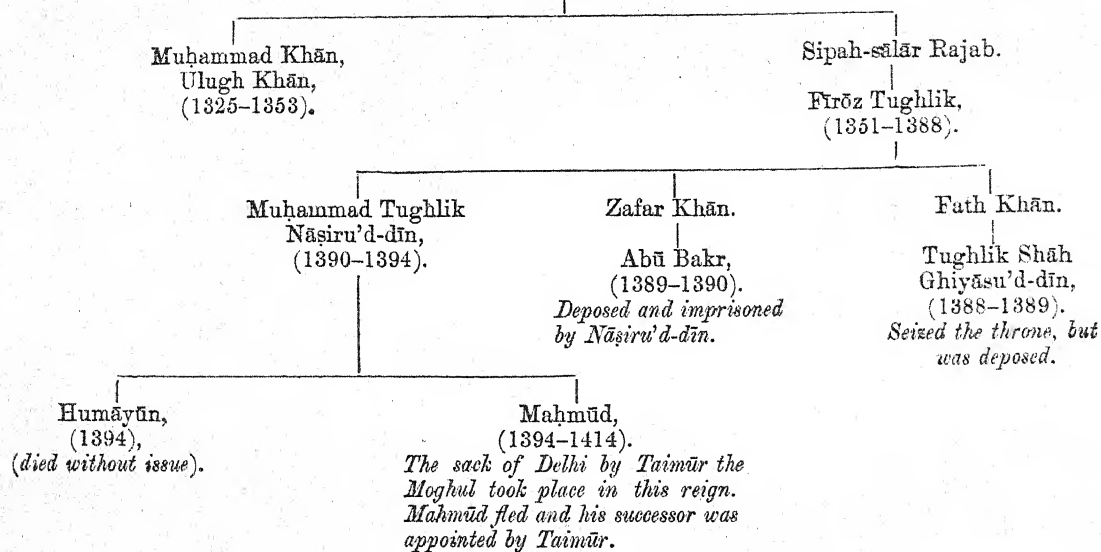 Muḥammad Khān,
Ulugh Khān,
(1325–1353).
Sipah-sālār Rajab.
Fīrōz Tughlik,
(1351–1388).
Muḥammad Tughlik
Nāṣiru’d-dīn,
(1390–1394).
Zafar Khān.
Abū Bakr,
(1389–1390).
Deposed and imprisoned
by Nāṣiru’d-dīn.
Fath Khān.
Tughlik Shāh
Ghiyāsu’d-dīn,
(1388–1389).
Seized the throne, but
was deposed.
Humāyūn,
(1394),
(died without issue).
Maḥmūd,
(1394–1414).
The sack of Delhi by Taimūr the
Moghul took place in this reign.
Mahmūd fled and his successor was
appointed by Taimūr.